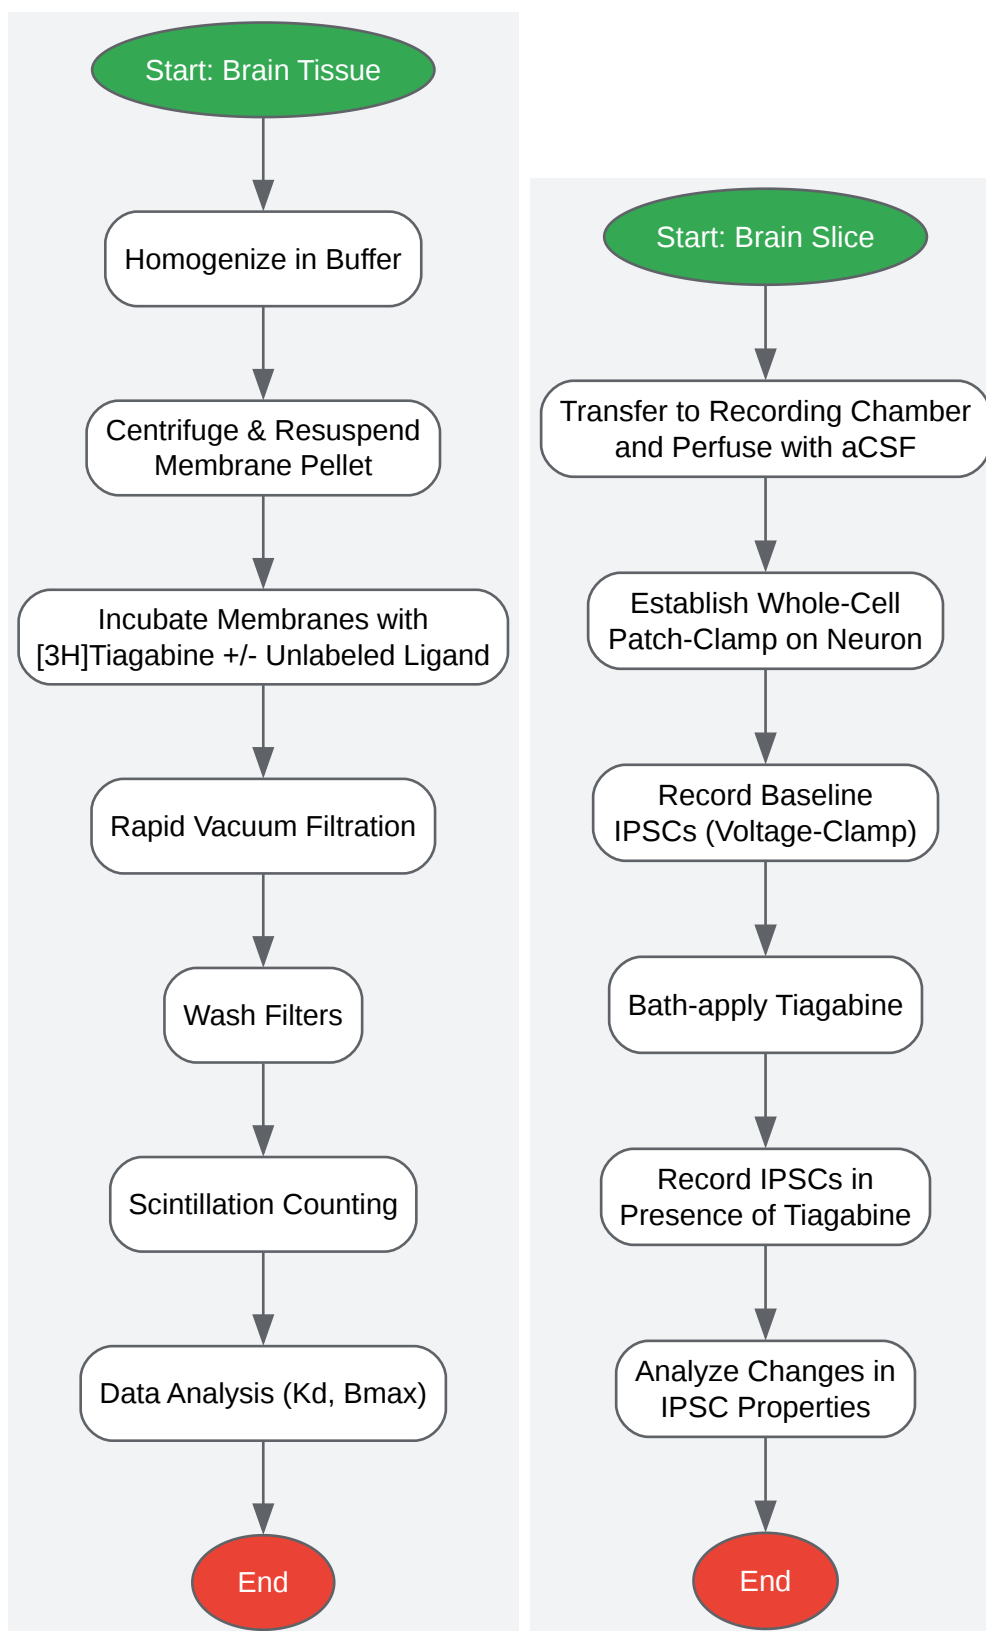 Start: Brain Tissue
Homogenize in Buffer
Centrifuge & Resuspend
Membrane Pellet
Incubate Membranes with
[3H]Tiagabine +/- Unlabeled Ligand
Rapid Vacuum Filtration
Wash Filters
Scintillation Counting
Data Analysis (Kd, Bmax)
End
Start: Brain Slice
Transfer to Recording Chamber
and Perfuse with aCSF
Establish Whole-Cell
Patch-Clamp on Neuron
Record Baseline
IPSCs (Voltage-Clamp)
Bath-apply Tiagabine
Record IPSCs in
Presence of Tiagabine
Analyze Changes in
IPSC Properties
End